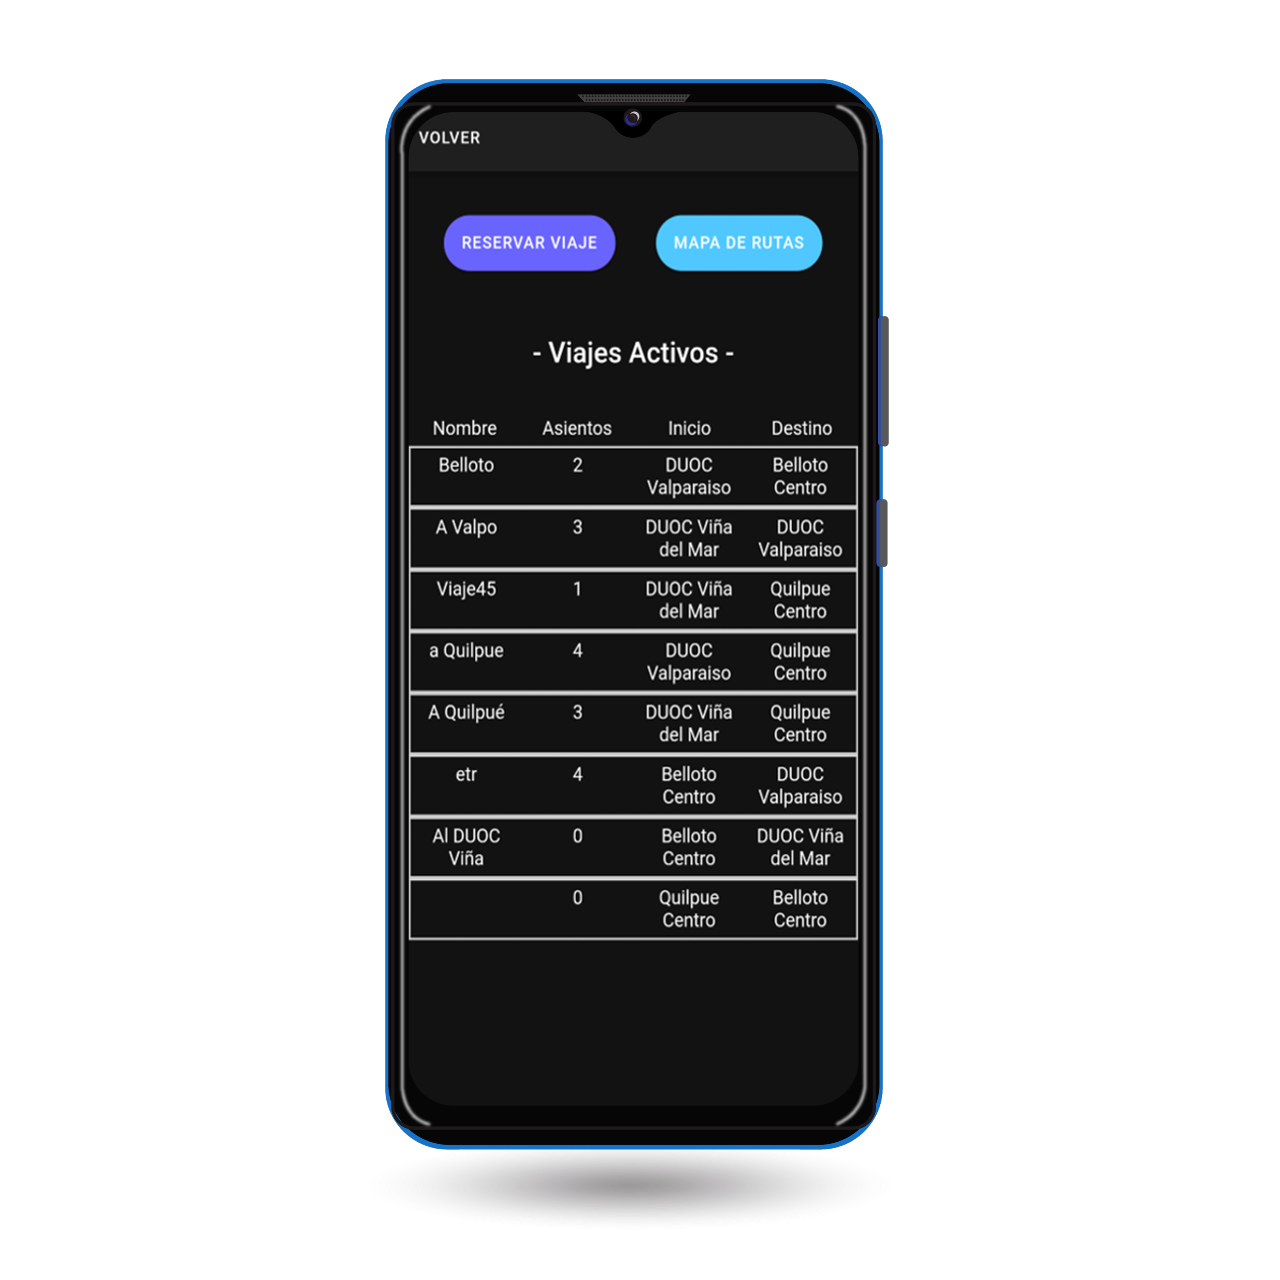 VOLVER
RESERVAR VIAJE MAPA DE RUTAS
- Viajes Activos -
Nombre Asientos Inicio Destino
Belloto 2 DUOC Belloto
Valparaiso Centro
A Valpo 3 DUOC Viña DUOC
del Mar Valparaiso
Viaje45 1 DUOC Viña Quilpue
del Mar Centro
a Quilpue 4 DUOC Quilpue
Valparaiso Centro
A Quilpué 3 DUOC Viña Quilpue
del Mar Centro
etr 4 Belloto DUOC
Centro Valparaiso
Al DUOC 0 Belloto DUOC Viña
Viña Centro del Mar
0 Quilpue Belloto
Centro Centro